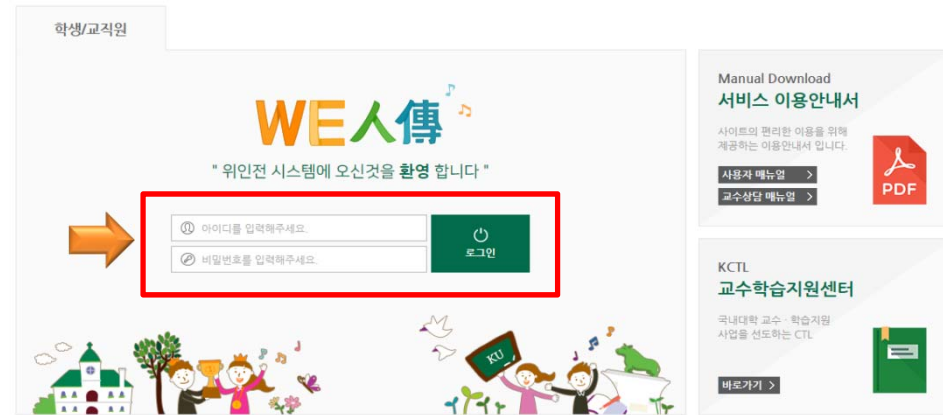 학생/교직원
WE人傳
" 위인전 시스템에 오신것을 환영 합니다 "
아이디를 입력해주세요.
비밀번호를 입력해주세요.
로그인
KU
Manual Download
서비스 이용안내서
사이트의 편리한 이용을 위해
제공하는 이용안내서 입니다.
사용자 매뉴얼 >
교수상담 매뉴얼 >
PDF
KCTL
교수학습지원센터
국내대학 교수 · 학습지원
사업을 선도하는 CTL
바로가기 >